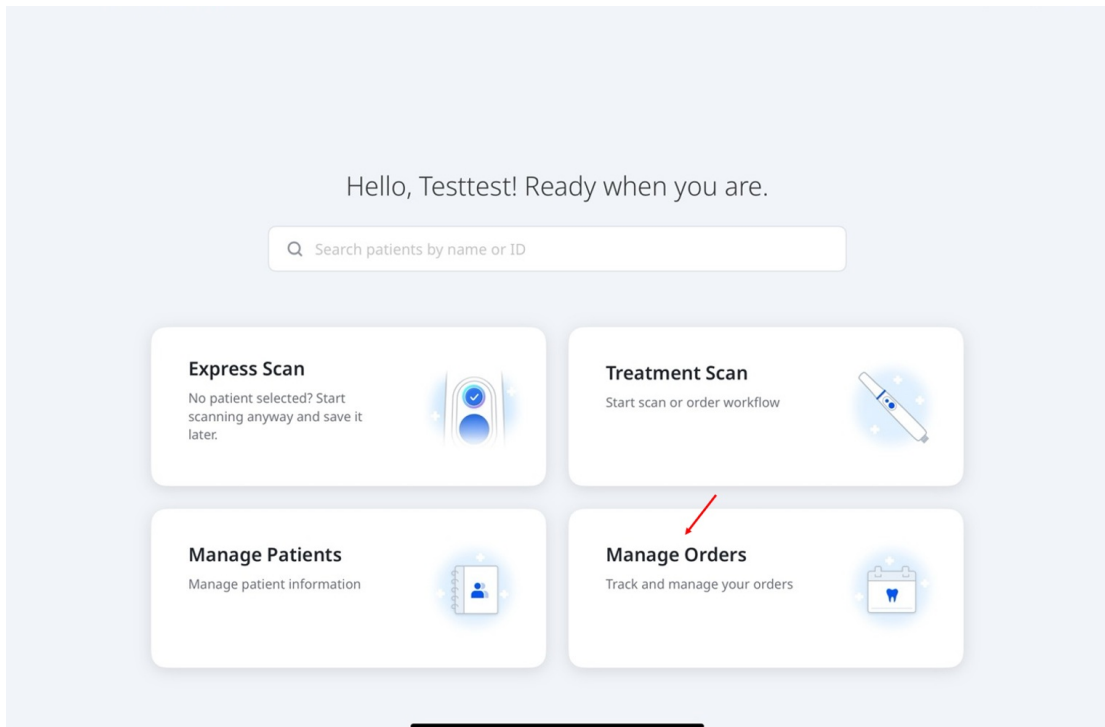 Hello, Testtest! Ready when you are.
Search patients by name or ID
Express Scan
No patient selected? Start
scanning anyway and save it
later.
Treatment Scan
Start scan or order workflow
Manage Patients
Manage patient information
Manage Orders
Track and manage your orders